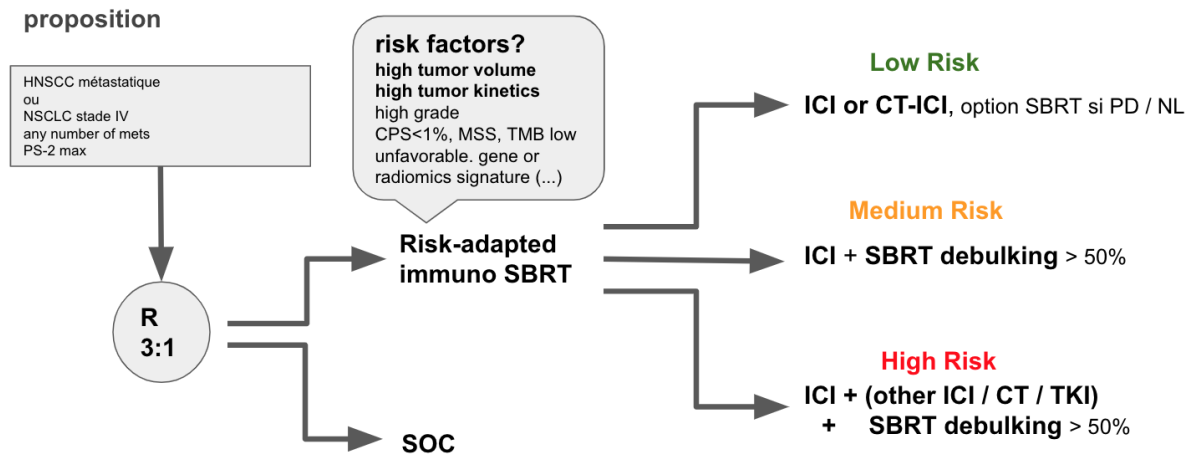 proposition
HNSCC métastatique
ou
NSCLC stade IV
any number of mets
PS-2 max
R
3:1
risk factors?
high tumor volume
high tumor kinetics
high grade
CPS<1%, MSS, TMB low
unfavorable. gene or
radiomics signature (...)
Risk-adapted
immuno SBRT
SOC
Low Risk
ICI or CT-ICI, option SBRT si PD / NL
Medium Risk
ICI + SBRT debulking > 50%
High Risk
ICI + (other ICI / CT / TKI)
+ SBRT debulking > 50%